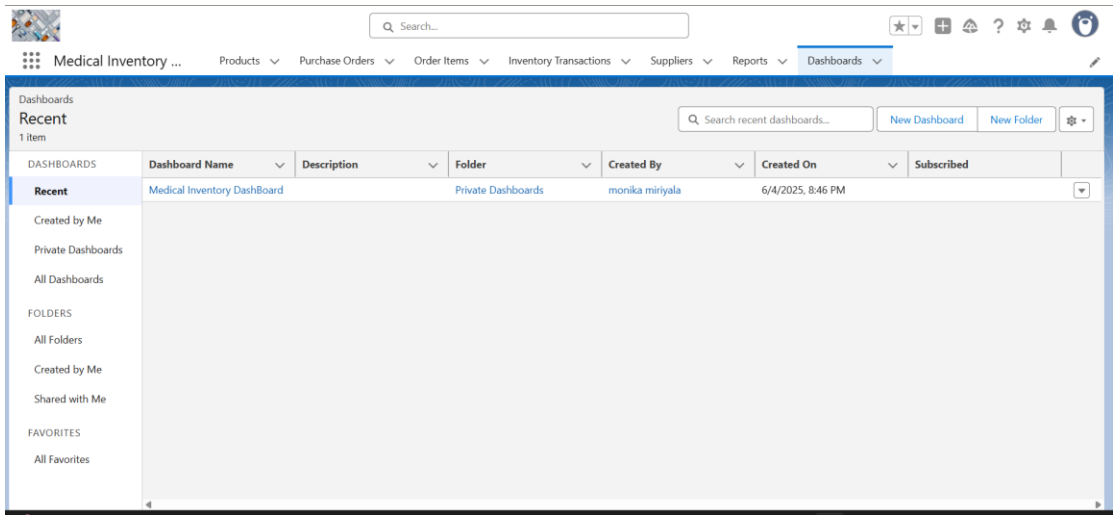 Search...
Medical Inventory ... Products Purchase Orders Order Items Inventory Transactions Suppliers Reports Dashboards
Dashboards
Recent
1 item
Search recent dashboards...
New Dashboard New Folder
DASHBOARDS Dashboard Name Description Folder Created By Created On Subscribed
Recent Medical Inventory DashBoard Private Dashboards monika miriyala 6/4/2025, 8:46 PM
Created by Me
Private Dashboards
All Dashboards
FOLDERS
All Folders
Created by Me
Shared with Me
FAVORITES
All Favorites